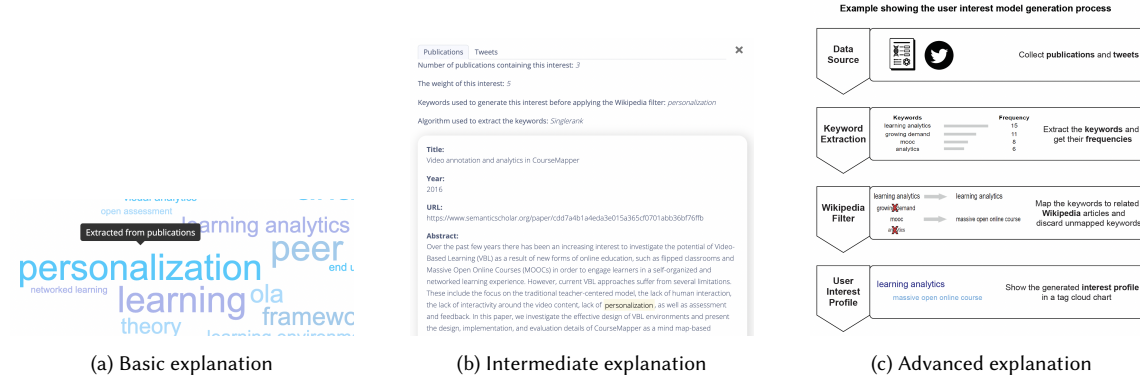 visual analytics
open assessment
learning analytics
Extracted from publications
peer
personalization
end u
networked learning
learning
ola
framewo
theory
learning environme
(a) Basic explanation
Publications Tweets
Number of publications containing this interest: 3
The weight of this interest: 5
Keywords used to generate this interest before applying the Wikipedia filter: personalization
Algorithm used to extract the keywords: Singlerank
Title:
Video annotation and analytics in CourseMapper
Year:
2016
URL:
https://www.semanticscholar.org/paper/cdd7a4b1a4eda3e015a365cf0701abb36bf76ffb
Abstract:
Over the past few years there has been an increasing interest to investigate the potential of Video-
Based Learning (VBL) as a result of new forms of online education, such as flipped classrooms and
Massive Open Online Courses (MOOCs) in order to engage learners in a self-organized and
networked learning experience. However, current VBL approaches suffer from several limitations.
These include the focus on the traditional teacher-centered model, the lack of human interaction,
the lack of interactivity around the video content, lack of personalization, as well as assessment
and feedback. In this paper, we investigate the effective design of VBL environments and present
the design, implementation, and evaluation details of CourseMapper as a mind map-based
(b) Intermediate explanation
Example showing the user interest model generation process
Data
Source
Collect publications and tweets
Keyword
Extraction
Keywords Frequency
learning analytics 15
growing demand 11
mooc 8
analytics 6
Extract the keywords and
get their frequencies
Wikipedia
Filter
learning analytics learning analytics
growing demand
mooc massive open online course
analytics
Map the keywords to related
Wikipedia articles and
discard unmapped keywords
User
Interest
Profile
learning analytics
massive open online course
Show the generated interest profile
in a tag cloud chart
(c) Advanced explanation